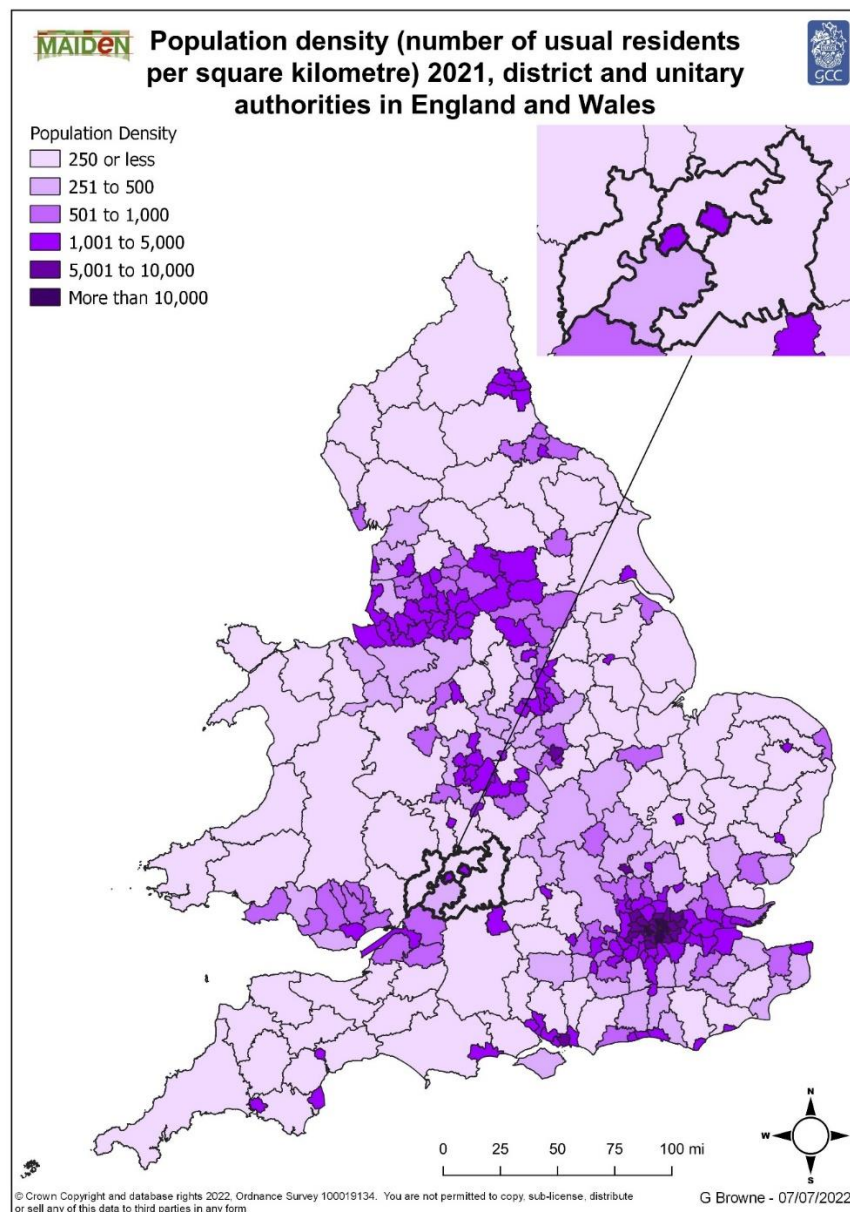 MAIDeN
Population density (number of usual residents
per square kilometre) 2021, district and unitary
authorities in England and Wales
GCC
Population Density
250 or less
251 to 500
501 to 1,000
1,001 to 5,000
5,001 to 10,000
More than 10,000
N
W E
S
0 25 50 75 100 mi
© Crown Copyright and database rights 2022, Ordnance Survey 100019134. You are not permitted to copy, sub-license, distribute
or sell any of this data to third parties in any form
G Browne - 07/07/2022